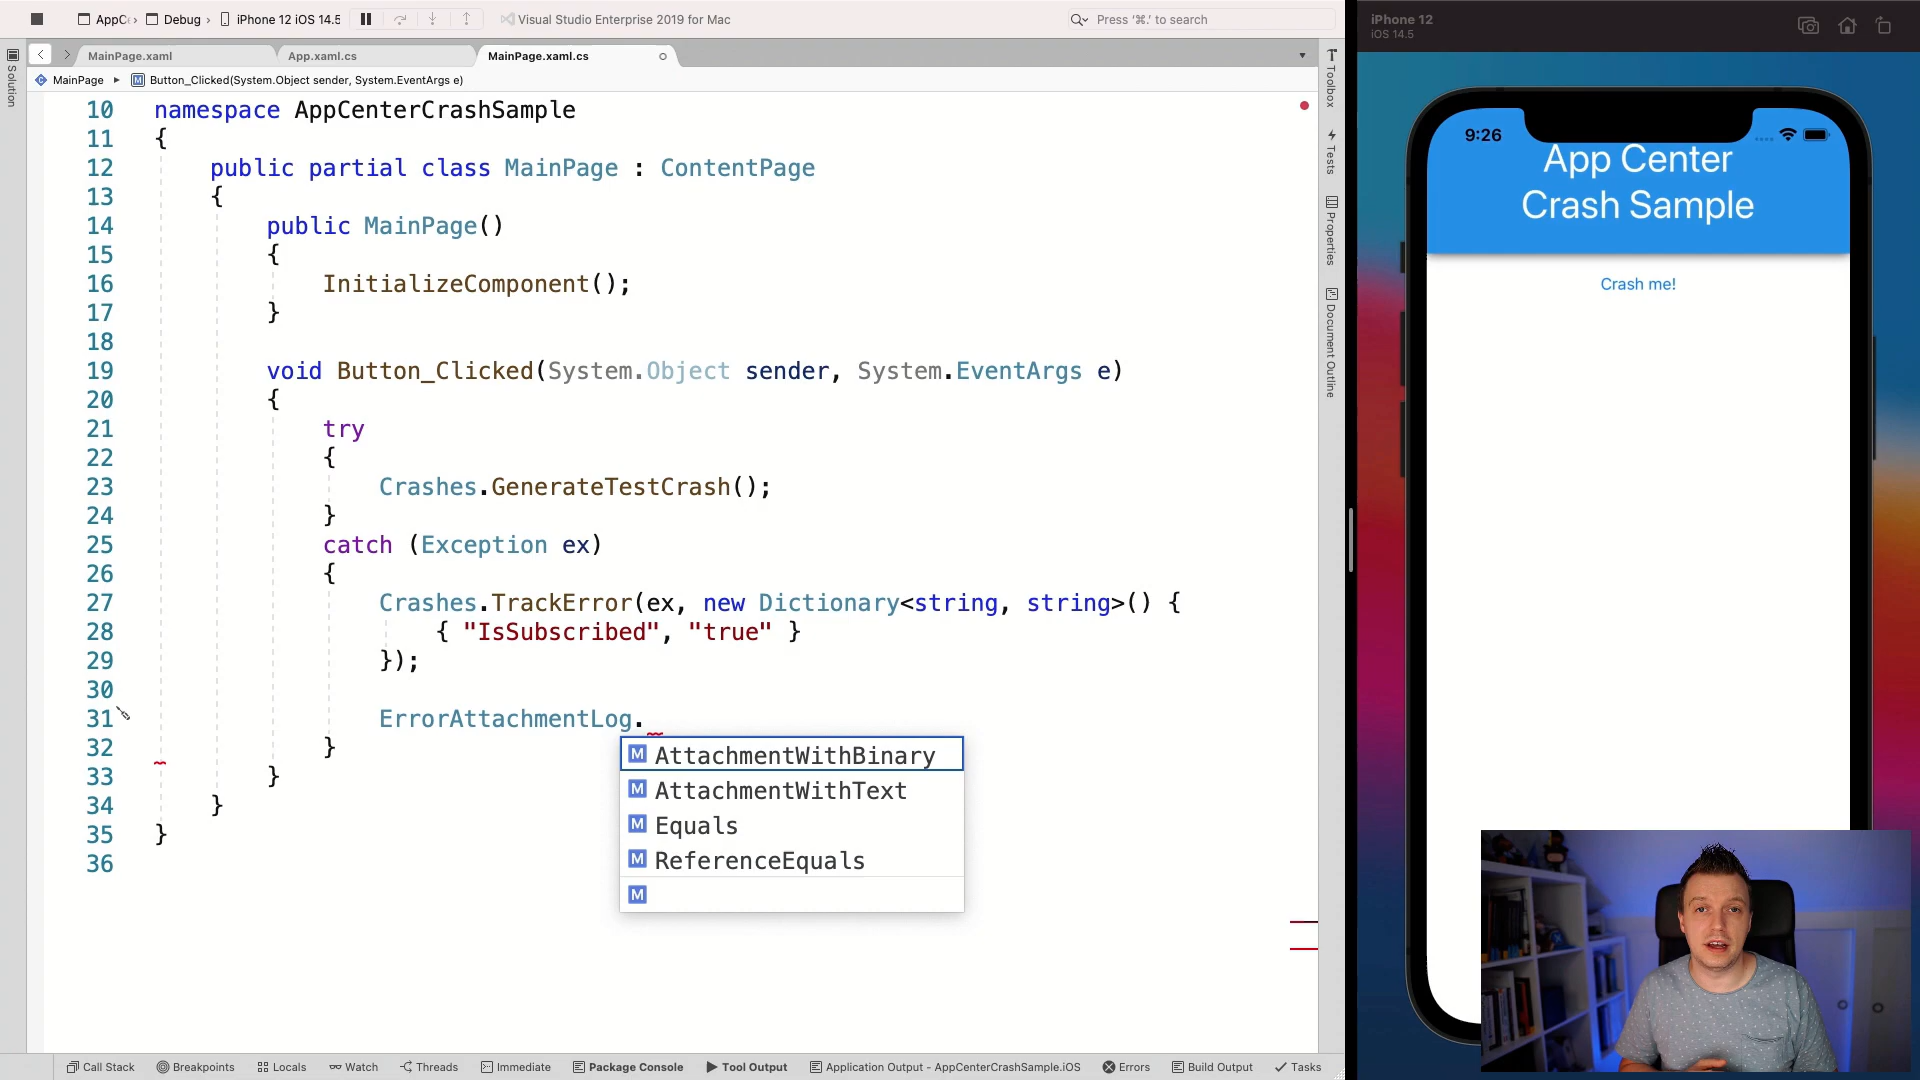 AppC
Debug
iPhone 12 iOS 14.5
Visual Studio Enterprise 2019 for Mac
Press '⌘.' to search
MainPage.xaml
App.xaml.cs
MainPage.xaml.cs
MainPage
M Button_Clicked(System.Object sender, System.EventArgs e)
Solution
10 namespace AppCenterCrashSample
11 {
12 public partial class MainPage : ContentPage
13 {
14 public MainPage()
15 {
16 InitializeComponent();
17 }
18
19 void Button_Clicked(System.Object sender, System.EventArgs e)
20 {
21 try
22 {
23 Crashes.GenerateTestCrash();
24 }
25 catch (Exception ex)
26 {
27 Crashes.TrackError(ex, new Dictionary<string, string>() {
28 { "IsSubscribed", "true" }
29 });
30
31 ErrorAttachmentLog.
32 }
33 }
34 }
35 }
36
M AttachmentWithBinary
M AttachmentWithText
M Equals
M ReferenceEquals
M
Toolbox
Tests
Properties
Document Outline
Call Stack
Breakpoints
Locals
Watch
Threads
Immediate
Package Console
Tool Output
Application Output - AppCenterCrashSample.iOS
Errors
Build Output
Tasks
iPhone 12
iOS 14.5
9:26
App Center
Crash Sample
Crash me!